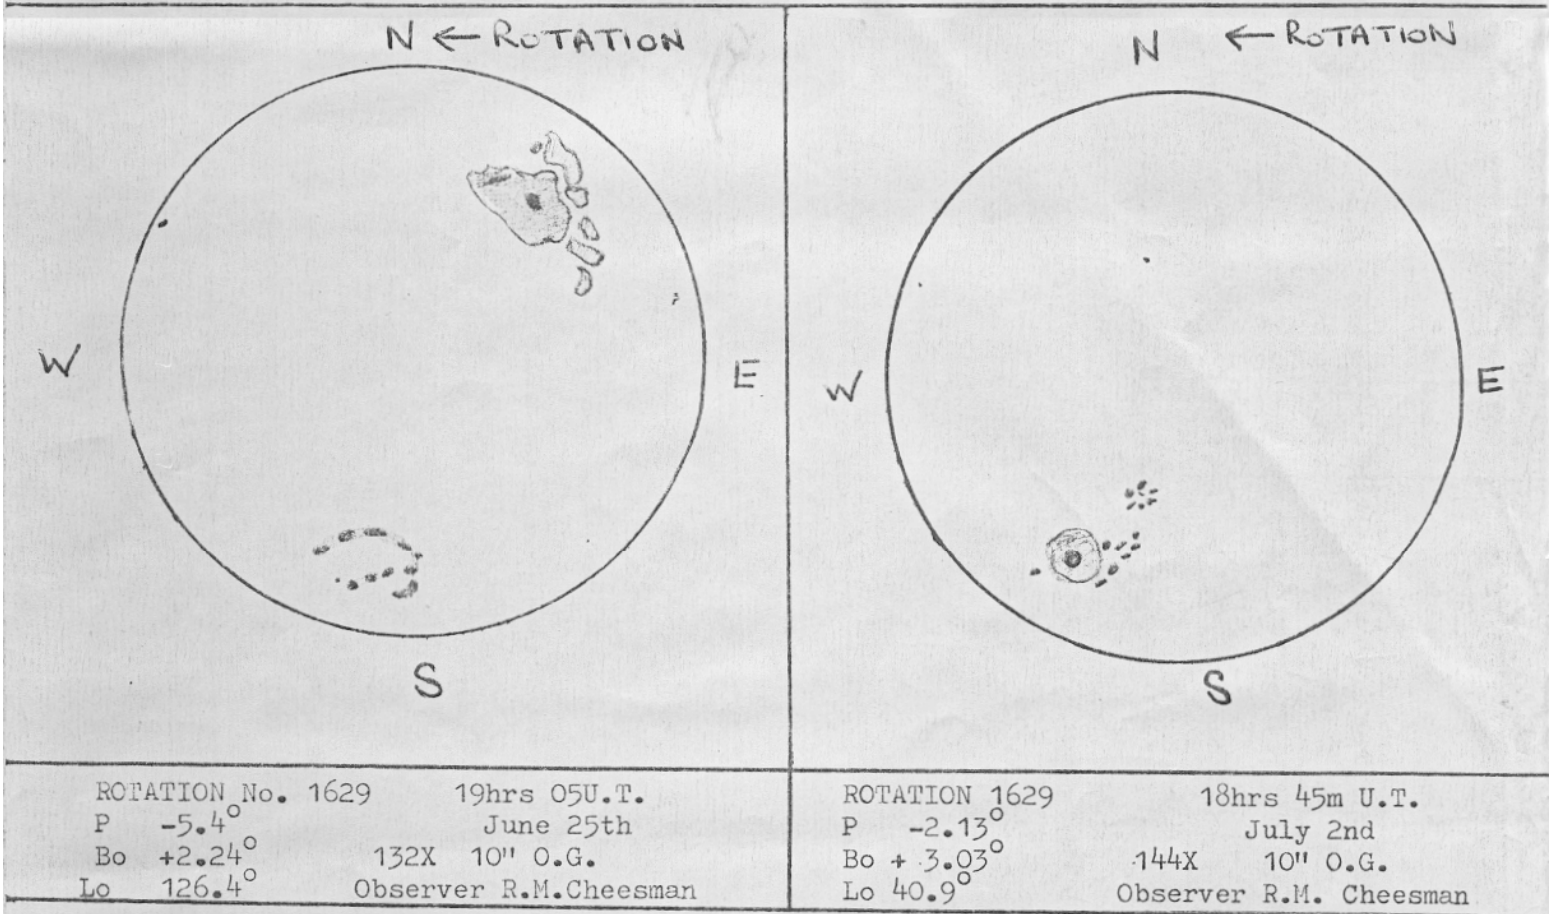 N ← ROTATION
W
E
S
ROTATION No. 1629 19hrs 05U.T.
P -5.4° June 25th
Bo +2.24° 132X 10" O.G.
Lo 126.4° Observer R.M.Cheesman
N ← ROTATION
W
E
S
ROTATION 1629 18hrs 45m U.T.
P -2.13° July 2nd
Bo + 3.03° 144X 10" O.G.
Lo 40.9° Observer R.M. Cheesman